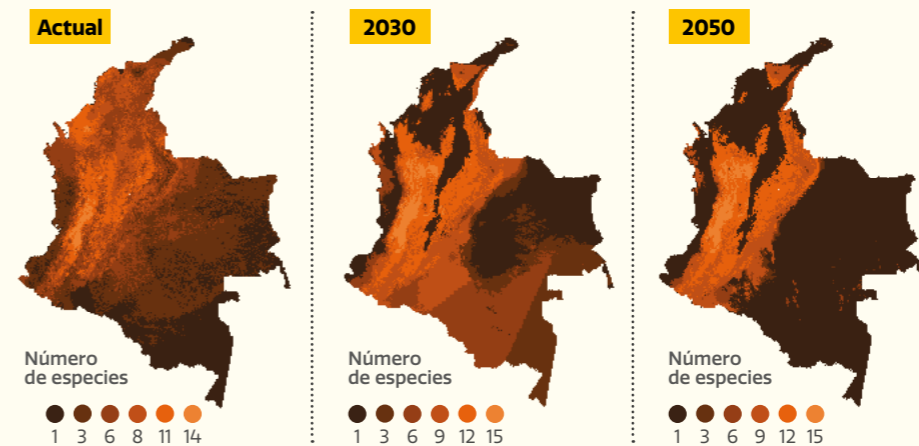 Actual
2030
2050
Número
de especies
1 3 6 8 11 14
Número
de especies
1 3 6 9 12 15
Número
de especies
1 3 6 9 12 15